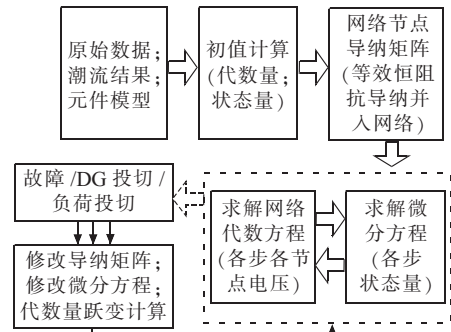 原始数据;
潮流结果;
元件模型
初值计算
(代数量;
状态量)
网络节点
导纳矩阵
(等效恒阻
抗导纳并
入网络)
故障/DG投切/
负荷投切
修改导纳矩阵;
修改微分方程;
代数量跃变计算
求解网络
代数方程
(各步各节
点电压)
求解微
分方程
(各步
状态量)